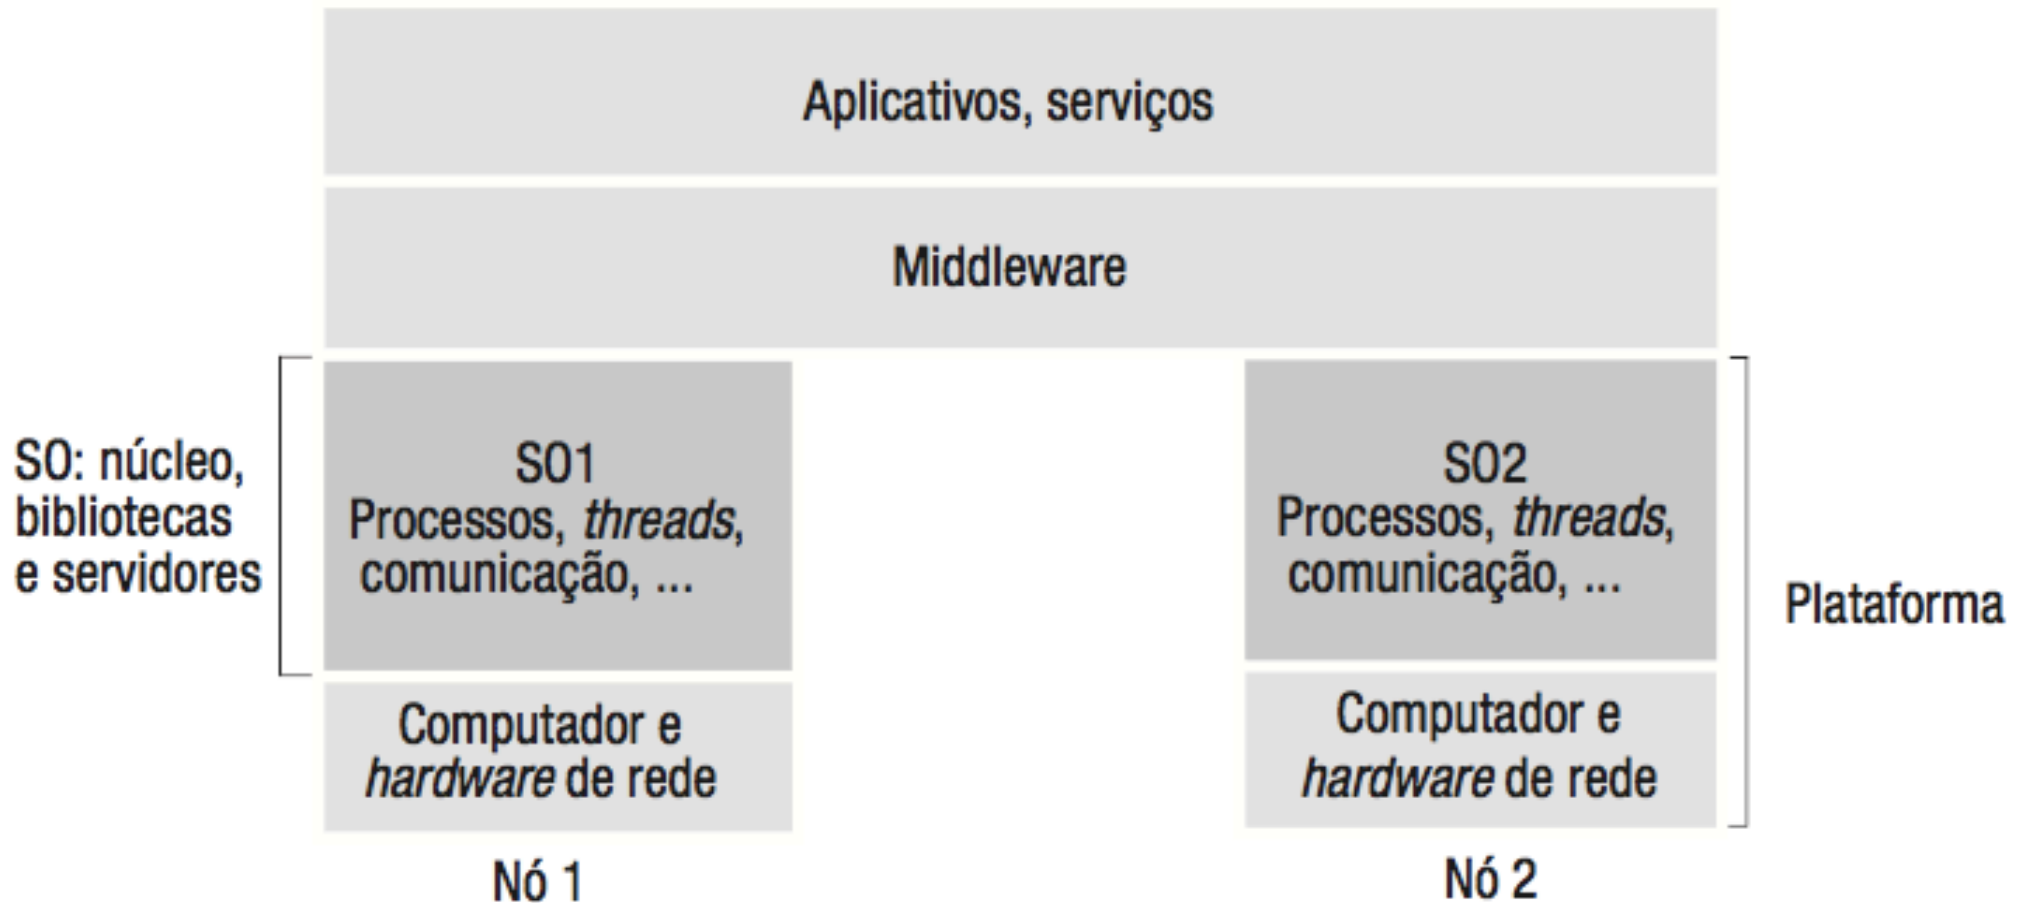 Aplicativos, serviços
Middleware
SO: núcleo,
bibliotecas
e servidores
SO1
Processos, threads,
comunicação, ...
SO2
Processos, threads,
comunicação, ...
Plataforma
Computador e
hardware de rede
Computador e
hardware de rede
Nó 1
Nó 2